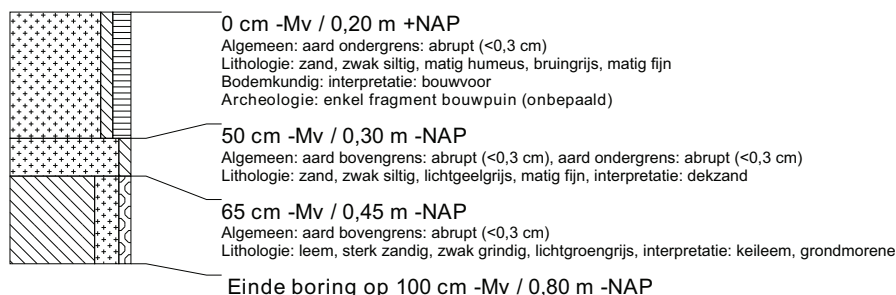 0 cm -Mv / 0,20 m +NAP
Algemeen: aard ondergrens: abrupt (<0,3 cm)
Lithologie: zand, zwak siltig, matig humeus, bruingrijs, matig fijn
Bodemkundig: interpretatie: bouwvoor
Archeologie: enkel fragment bouwpuin (onbepaald)
50 cm -Mv / 0,30 m -NAP
Algemeen: aard bovengrens: abrupt (<0,3 cm), aard ondergrens: abrupt (<0,3 cm)
Lithologie: zand, zwak siltig, lichtgeelgrijs, matig fijn, interpretatie: dekzand
65 cm -Mv / 0,45 m -NAP
Algemeen: aard bovengrens: abrupt (<0,3 cm)
Lithologie: leem, sterk zandig, zwak grindig, lichtgroengrijs, interpretatie: keileem, grondmorene
Einde boring op 100 cm -Mv / 0,80 m -NAP